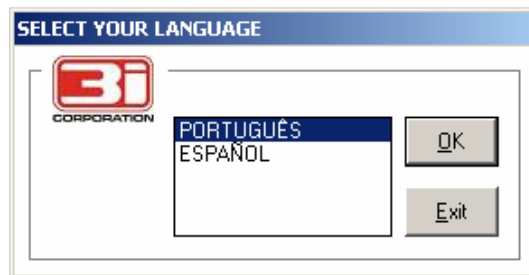 SELECT YOUR LANGUAGE
3i
CORPORATION
PORTUGUÊS
ESPAÑOL
OK
Exit